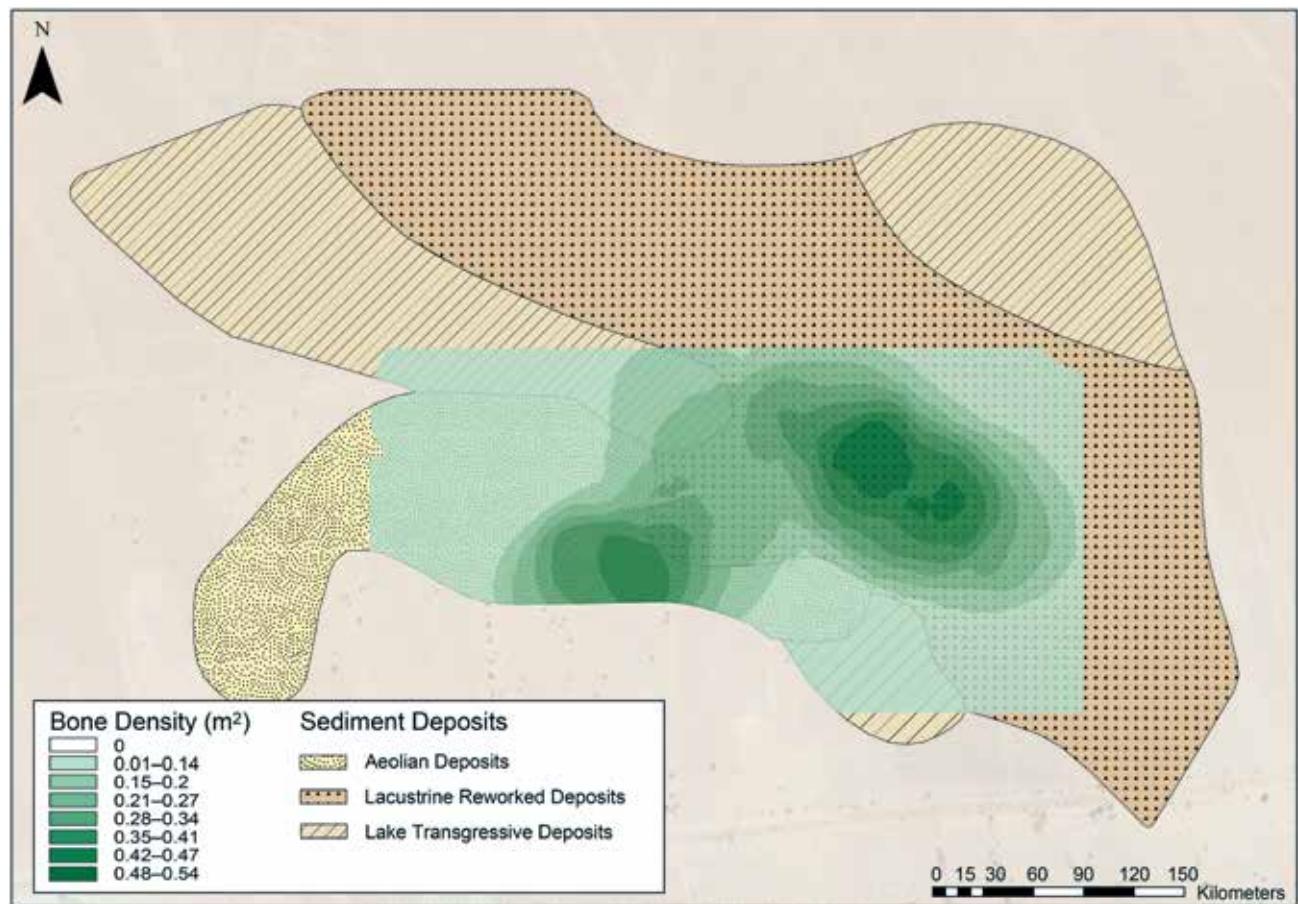 N
Bone Density (m²)
0
0.01–0.14
0.15–0.2
0.21–0.27
0.28–0.34
0.35–0.41
0.42–0.47
0.48–0.54
Sediment Deposits
Aeolian Deposits
Lacustrine Reworked Deposits
Lake Transgressive Deposits
0 15 30 60 90 120 150
Kilometers